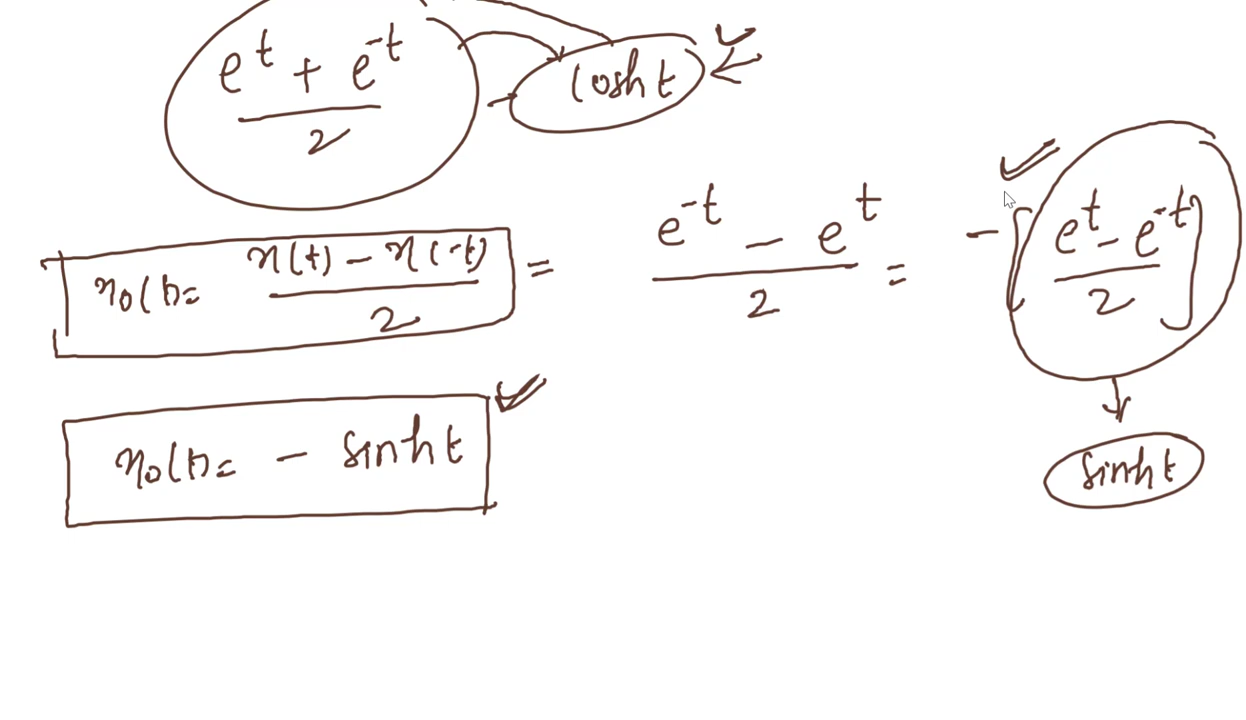 (e^t + e^-t)/2 → cosh t
x₀(t) = (x(t) - x(-t))/2 = (e^-t - e^t)/2 = -[(e^t - e^-t)/2]
x₀(t) = - sinh t
sinh t